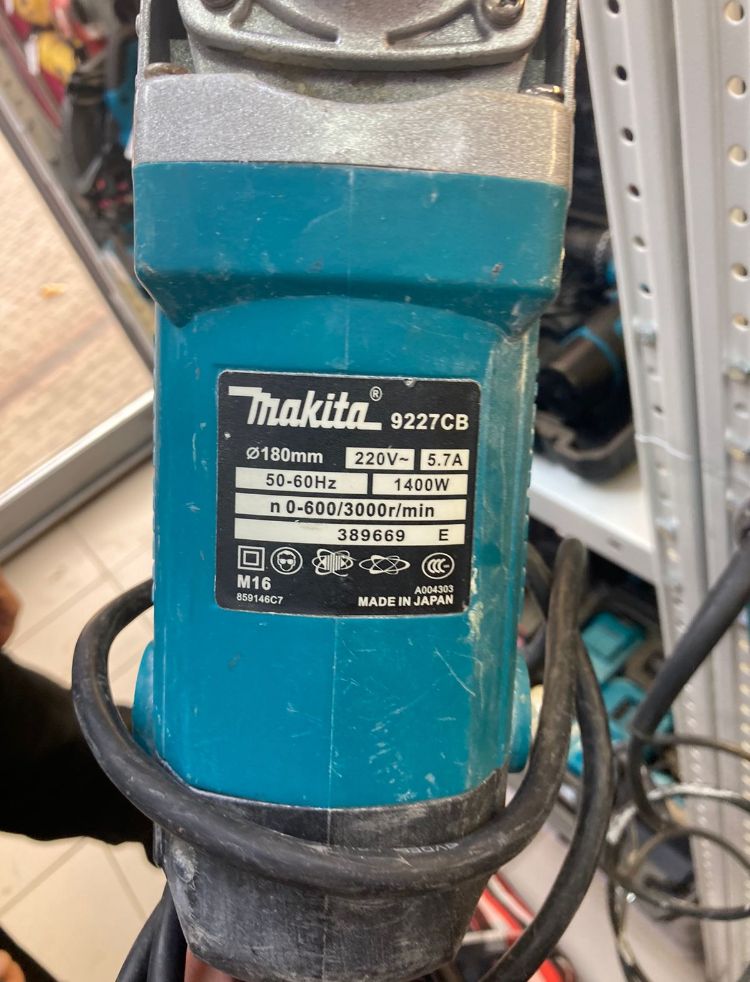 makita® 9227CB
Ø180mm 220V~ 5.7A
50-60Hz 1400W
n 0-600/3000r/min
389669 E
M16
859146C7
A004303
MADE IN JAPAN